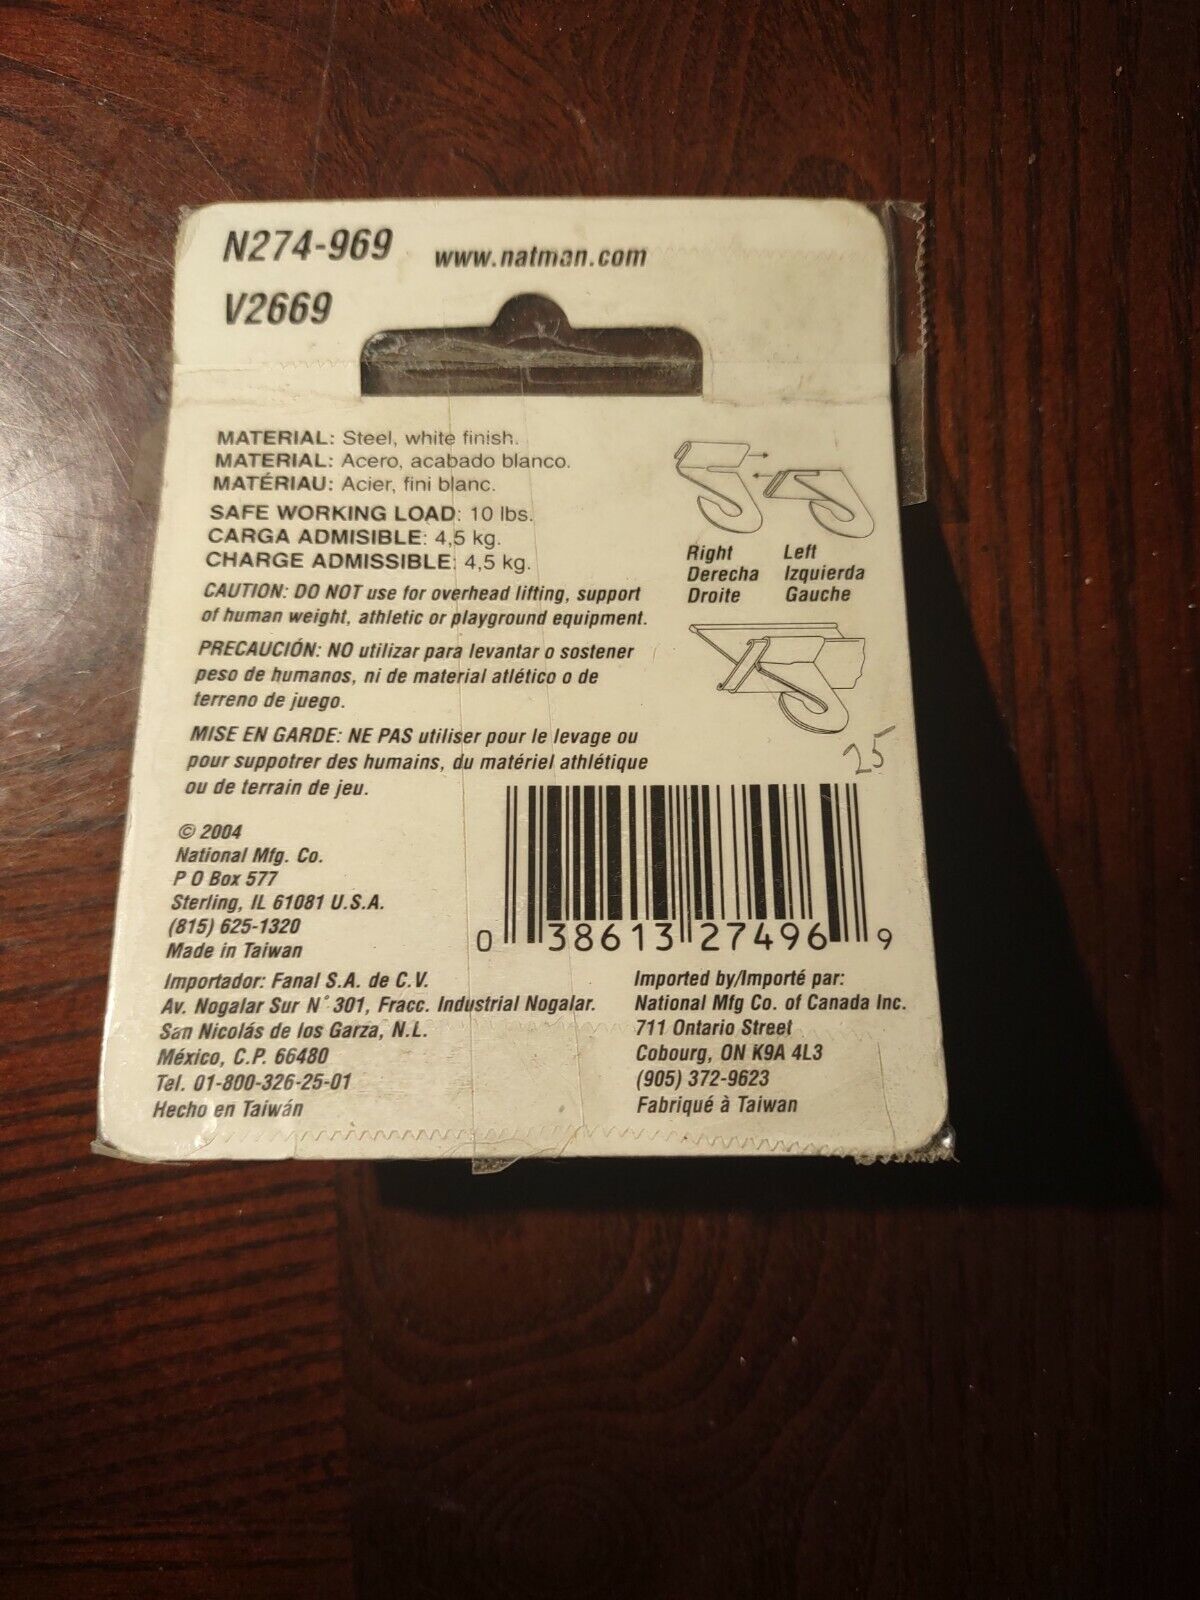 N274-969
www.natman.com
V2669
MATERIAL: Steel, white finish.
MATERIAL: Acero, acabado blanco.
MATÉRIAU: Acier, fini blanc.
SAFE WORKING LOAD: 10 lbs.
CARGA ADMISIBLE: 4,5 kg.
CHARGE ADMISSIBLE: 4,5 kg.
CAUTION: DO NOT use for overhead lifting, support
of human weight, athletic or playground equipment.
PRECAUCIÓN: NO utilizar para levantar o sostener
peso de humanos, ni de material atlético o de
terreno de juego.
MISE EN GARDE: NE PAS utiliser pour le levage ou
pour suppotrer des humains, du matériel athlétique
ou de terrain de jeu.
Right
Derecha
Droite
Left
Izquierda
Gauche
25
© 2004
National Mfg. Co.
P O Box 577
Sterling, IL 61081 U.S.A.
(815) 625-1320
Made in Taiwan
0 38613 27496 9
Importador: Fanal S.A. de C.V.
Av. Nogalar Sur N° 301, Fracc. Industrial Nogalar.
San Nicolás de los Garza, N.L.
México, C.P. 66480
Tel. 01-800-326-25-01
Hecho en Taiwán
Imported by/Importé par:
National Mfg Co. of Canada Inc.
711 Ontario Street
Cobourg, ON K9A 4L3
(905) 372-9623
Fabriqué à Taiwan